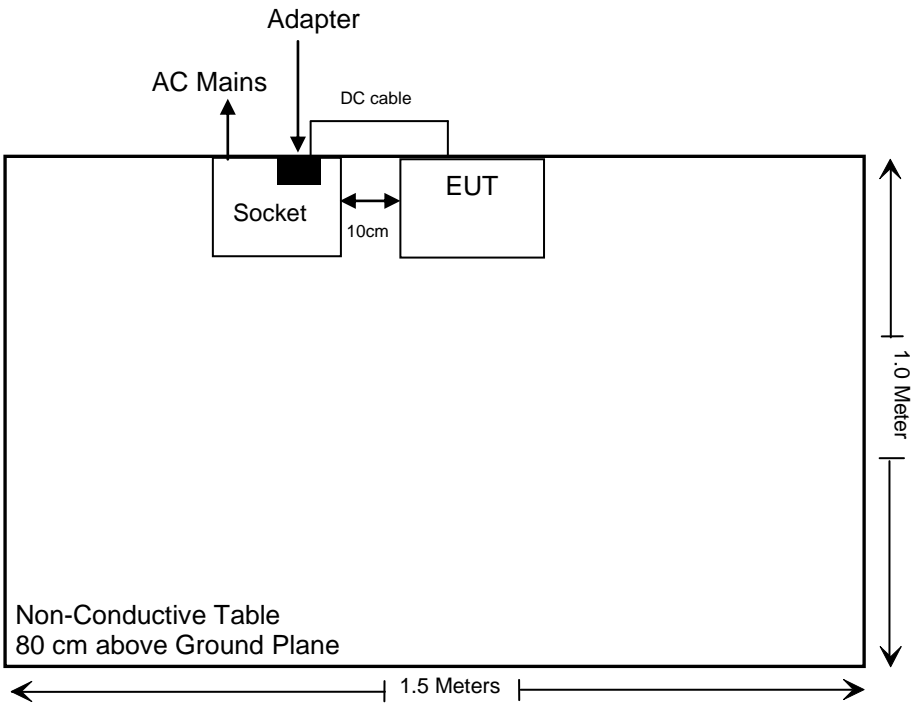 Adapter
AC Mains
DC cable
EUT
Socket
10cm
1.0 Meter
Non-Conductive Table
80 cm above Ground Plane
1.5 Meters